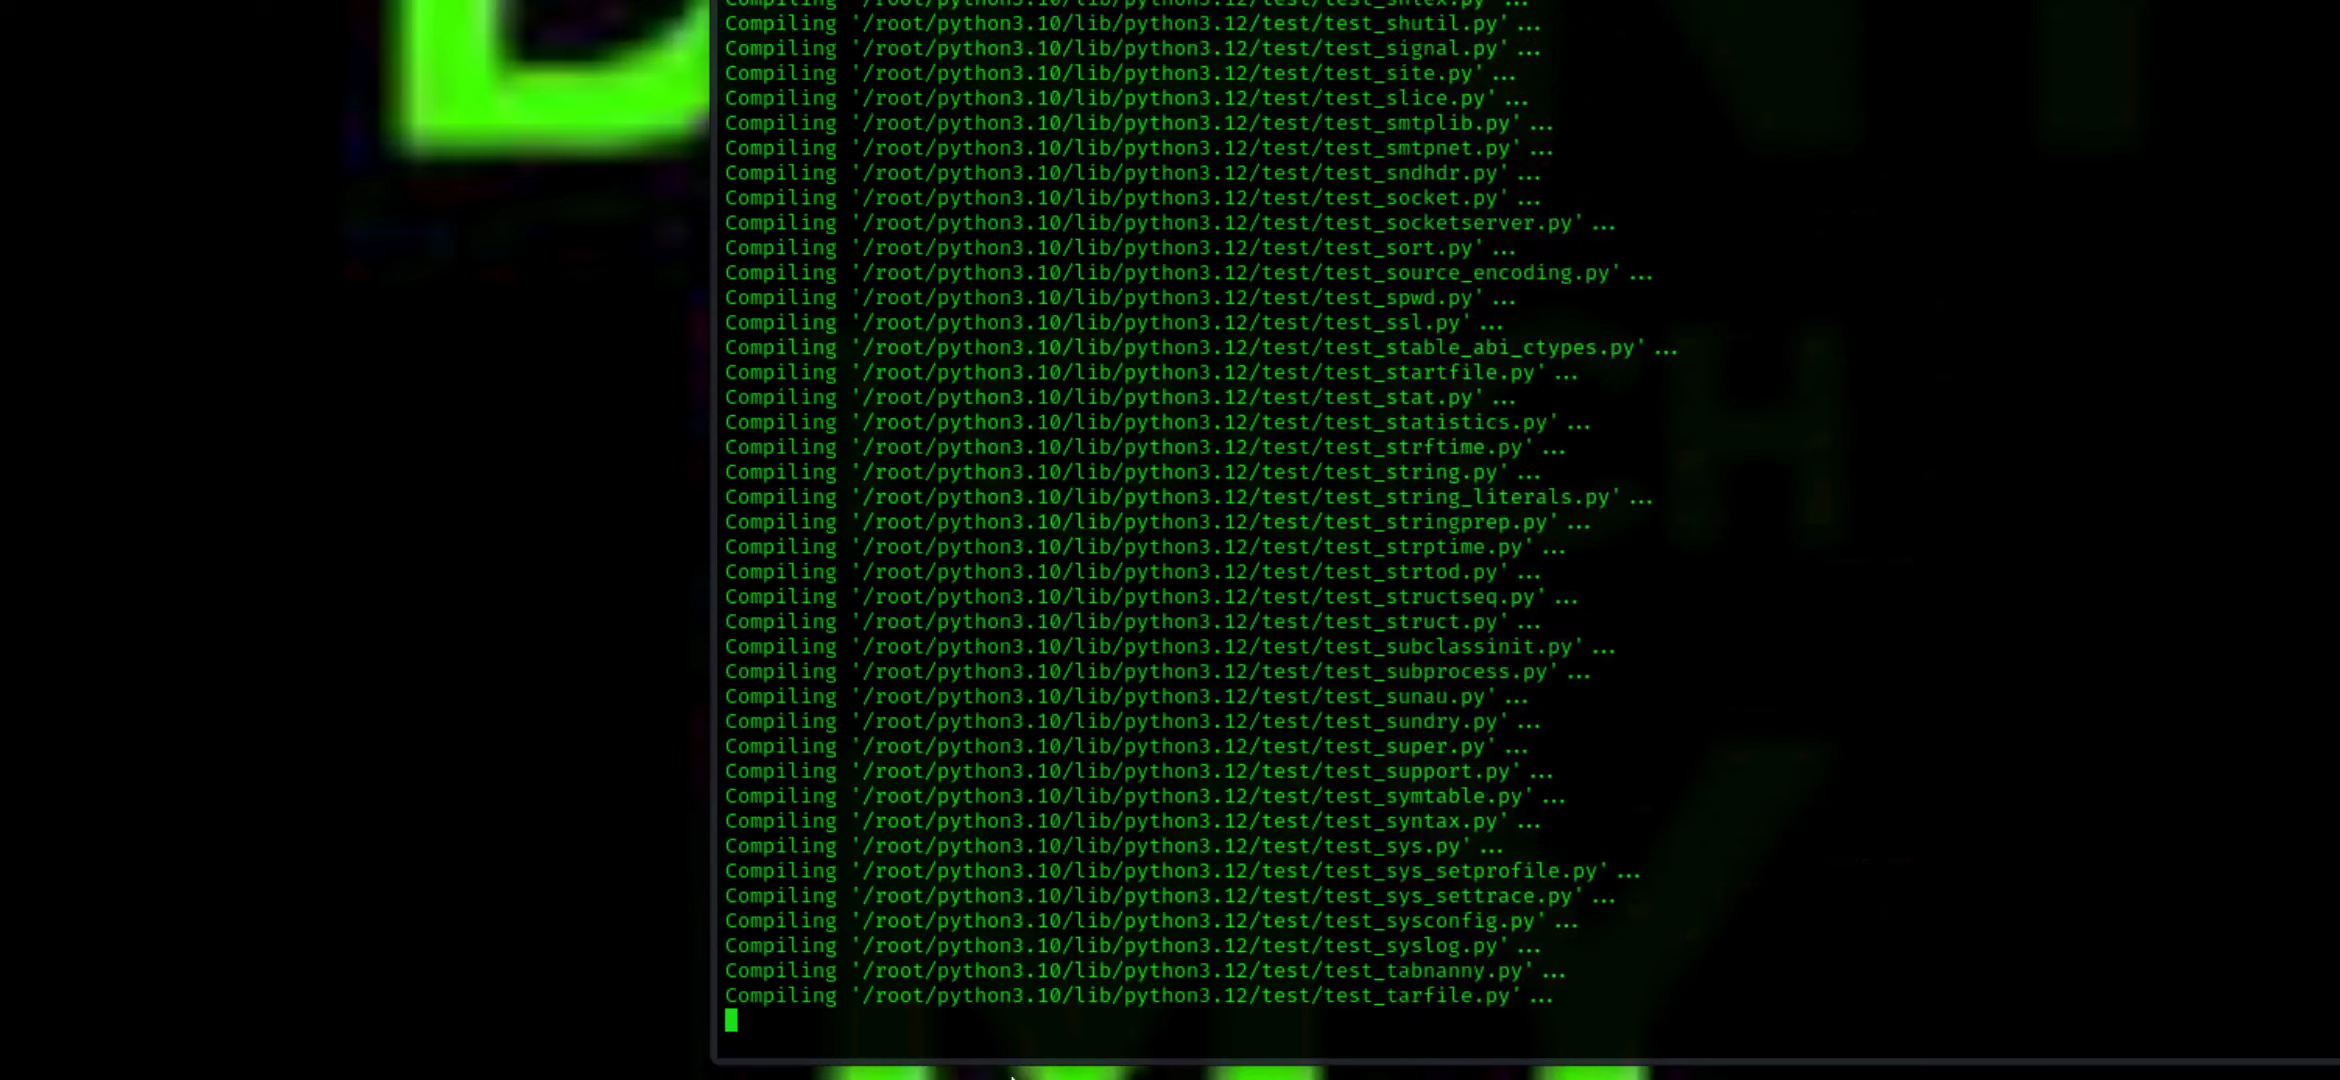 D
Compiling '/root/python3.10/lib/python3.12/test/test_shlex.py' ...
Compiling '/root/python3.10/lib/python3.12/test/test_shutil.py' ...
Compiling '/root/python3.10/lib/python3.12/test/test_signal.py' ...
Compiling '/root/python3.10/lib/python3.12/test/test_site.py' ...
Compiling '/root/python3.10/lib/python3.12/test/test_slice.py' ...
Compiling '/root/python3.10/lib/python3.12/test/test_smtplib.py' ...
Compiling '/root/python3.10/lib/python3.12/test/test_smtpnet.py' ...
Compiling '/root/python3.10/lib/python3.12/test/test_sndhdr.py' ...
Compiling '/root/python3.10/lib/python3.12/test/test_socket.py' ...
Compiling '/root/python3.10/lib/python3.12/test/test_socketserver.py' ...
Compiling '/root/python3.10/lib/python3.12/test/test_sort.py' ...
Compiling '/root/python3.10/lib/python3.12/test/test_source_encoding.py' ...
Compiling '/root/python3.10/lib/python3.12/test/test_spwd.py' ...
Compiling '/root/python3.10/lib/python3.12/test/test_ssl.py' ...
Compiling '/root/python3.10/lib/python3.12/test/test_stable_abi_ctypes.py' ...
Compiling '/root/python3.10/lib/python3.12/test/test_startfile.py' ...
Compiling '/root/python3.10/lib/python3.12/test/test_stat.py' ...
Compiling '/root/python3.10/lib/python3.12/test/test_statistics.py' ...
Compiling '/root/python3.10/lib/python3.12/test/test_strftime.py' ...
Compiling '/root/python3.10/lib/python3.12/test/test_string.py' ...
Compiling '/root/python3.10/lib/python3.12/test/test_string_literals.py' ...
Compiling '/root/python3.10/lib/python3.12/test/test_stringprep.py' ...
Compiling '/root/python3.10/lib/python3.12/test/test_strptime.py' ...
Compiling '/root/python3.10/lib/python3.12/test/test_strtod.py' ...
Compiling '/root/python3.10/lib/python3.12/test/test_structseq.py' ...
Compiling '/root/python3.10/lib/python3.12/test/test_struct.py' ...
Compiling '/root/python3.10/lib/python3.12/test/test_subclassinit.py' ...
Compiling '/root/python3.10/lib/python3.12/test/test_subprocess.py' ...
Compiling '/root/python3.10/lib/python3.12/test/test_sunau.py' ...
Compiling '/root/python3.10/lib/python3.12/test/test_sundry.py' ...
Compiling '/root/python3.10/lib/python3.12/test/test_super.py' ...
Compiling '/root/python3.10/lib/python3.12/test/test_support.py' ...
Compiling '/root/python3.10/lib/python3.12/test/test_symtable.py' ...
Compiling '/root/python3.10/lib/python3.12/test/test_syntax.py' ...
Compiling '/root/python3.10/lib/python3.12/test/test_sys.py' ...
Compiling '/root/python3.10/lib/python3.12/test/test_sys_setprofile.py' ...
Compiling '/root/python3.10/lib/python3.12/test/test_sys_settrace.py' ...
Compiling '/root/python3.10/lib/python3.12/test/test_sysconfig.py' ...
Compiling '/root/python3.10/lib/python3.12/test/test_syslog.py' ...
Compiling '/root/python3.10/lib/python3.12/test/test_tabnanny.py' ...
Compiling '/root/python3.10/lib/python3.12/test/test_tarfile.py' ...